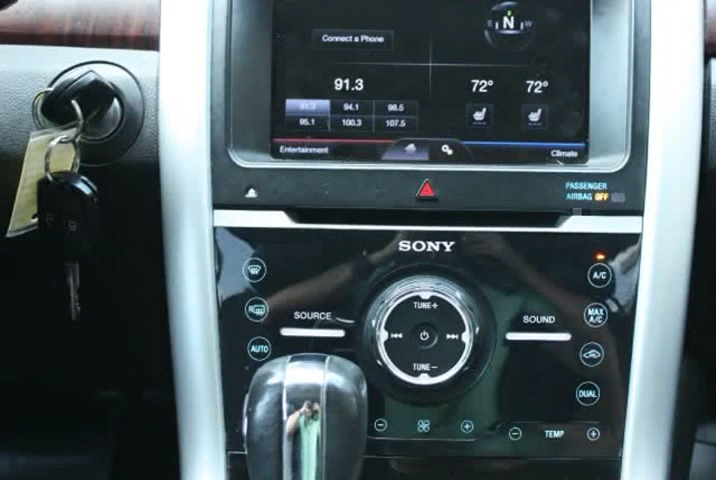 E N W
Connect a Phone
91.3 72° 72°
91.3 94.1 98.5
95.1 100.3 107.5
Entertainment Climate
PASSENGER
AIRBAG OFF
SONY
A/C
R
SOURCE TUNE+ SOUND MAX
A/C
AUTO
TUNE-
DUAL
- + - TEMP +